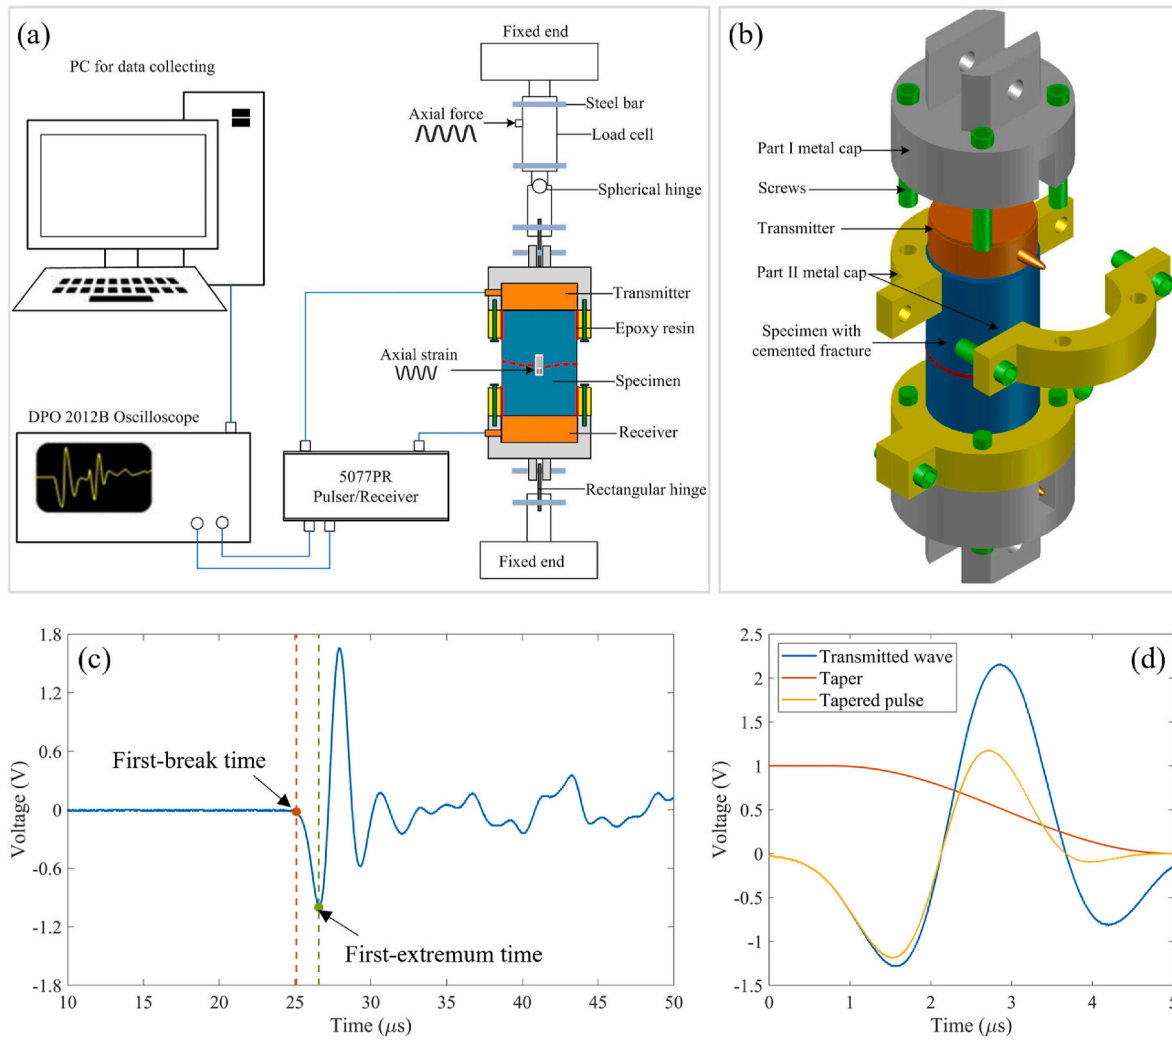 (a)
PC for data collecting
Fixed end
Steel bar
Axial force
Load cell
Spherical hinge
Transmitter
Epoxy resin
Axial strain
Specimen
DPO 2012B Oscilloscope
Receiver
5077PR
Pulser/Receiver
Rectangular hinge
Fixed end
(b)
Part I metal cap
Screws
Transmitter
Part II metal cap
Specimen with
cemented fracture
(c)
1.8
1.2
0.6
0
-0.6
-1.2
-1.8
Voltage (V)
First-break time
First-extremum time
10 15 20 25 30 35 40 45 50
Time (μs)
(d)
2.5
2
1.5
1
0.5
0
-0.5
-1
-1.5
Voltage (V)
Transmitted wave
Taper
Tapered pulse
0 1 2 3 4 5
Time (μs)